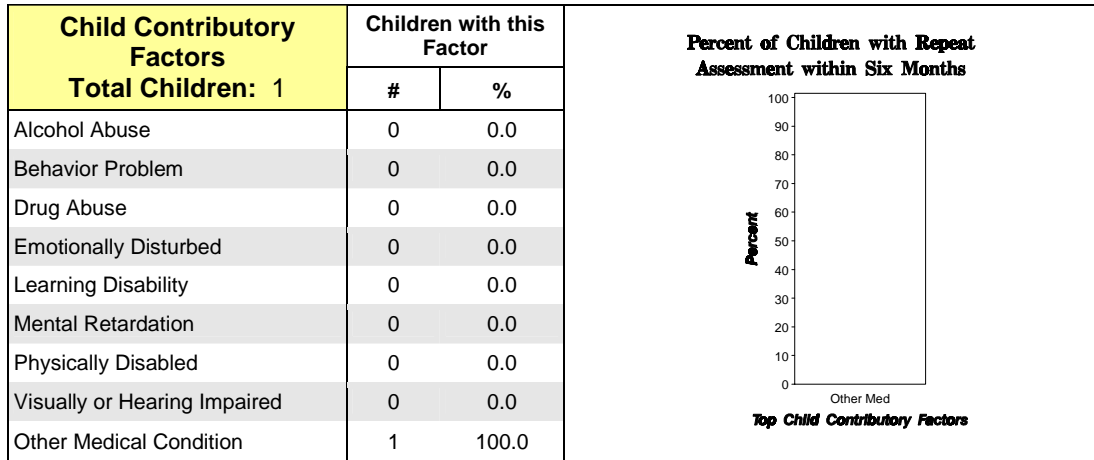 Child Contributory
Factors
Total Children: 1
Children with this
Factor
# %
Alcohol Abuse 0 0.0
Behavior Problem 0 0.0
Drug Abuse 0 0.0
Emotionally Disturbed 0 0.0
Learning Disability 0 0.0
Mental Retardation 0 0.0
Physically Disabled 0 0.0
Visually or Hearing Impaired 0 0.0
Other Medical Condition 1 100.0
Percent of Children with Repeat
Assessment within Six Months
100
90
80
70
60
50
40
30
20
10
0
Percent
Other Med
Top Child Contributory Factors